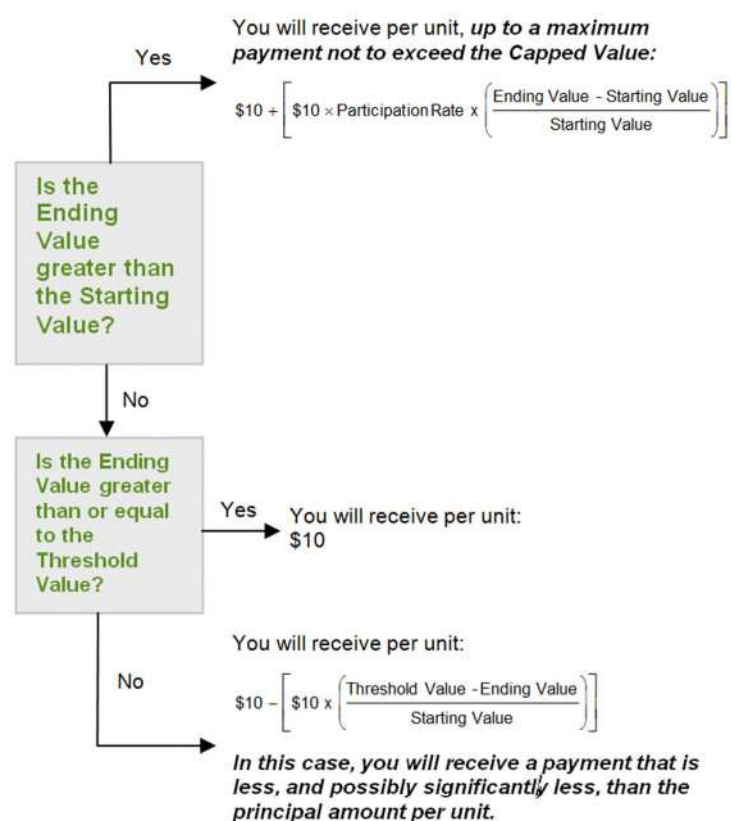 You will receive per unit, up to a maximum
Yes
payment not to exceed the Capped Value:
$10 + [ $10 × Participation Rate x ( Ending Value - Starting Value
Starting Value ) ]
Is the
Ending
Value
greater than
the Starting
Value?
No
Is the Ending
Value greater
than or equal
to the
Threshold
Value?
Yes
You will receive per unit:
$10
No
You will receive per unit:
$10 − [ $10 x ( Threshold Value - Ending Value
Starting Value ) ]
In this case, you will receive a payment that is
less, and possibly significantly less, than the
principal amount per unit.